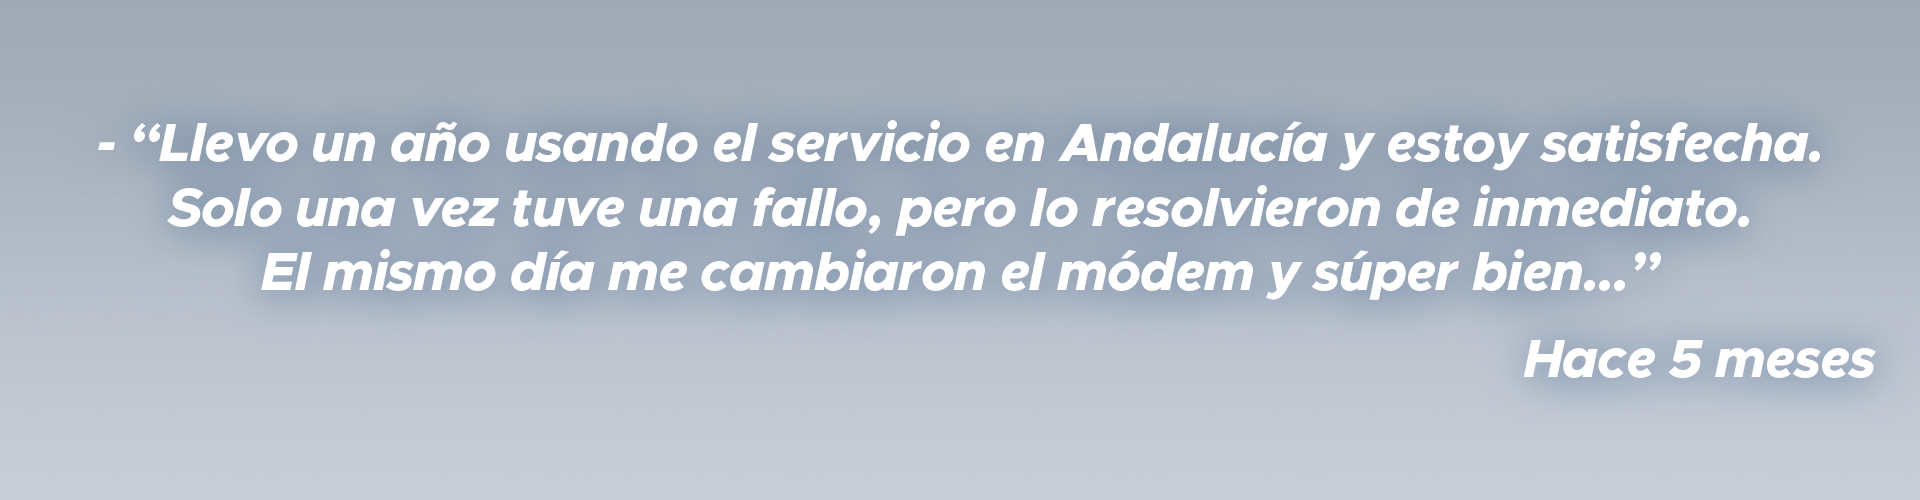 - “Llevo un año usando el servicio en Andalucía y estoy satisfecha.
Solo una vez tuve una fallo, pero lo resolvieron de inmediato.
El mismo día me cambiaron el módem y súper bien...”
Hace 5 meses